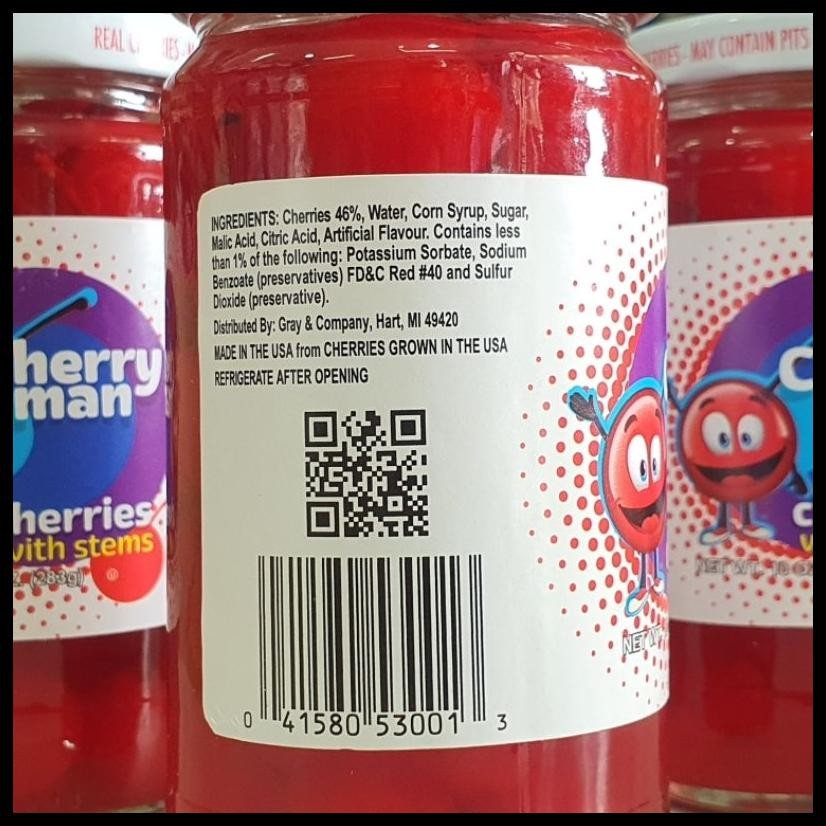 REAL
CHERRIES - MAY CONTAIN PITS
INGREDIENTS: Cherries 46%, Water, Corn Syrup, Sugar,
Malic Acid, Citric Acid, Artificial Flavour. Contains less
than 1% of the following: Potassium Sorbate, Sodium
Benzoate (preservatives) FD&C Red #40 and Sulfur
Dioxide (preservative).
Distributed By: Gray & Company, Hart, MI 49420
MADE IN THE USA from CHERRIES GROWN IN THE USA
REFRIGERATE AFTER OPENING
herry
man
herries
with stems
Z. (283g)
0 41580 53001 3
NET W
C
NET WT. 10 OZ